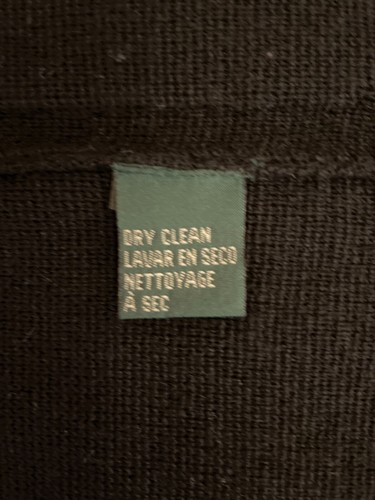 DRY CLEAN
LAVAR EN SECO
NETTOYAGE
À SEC